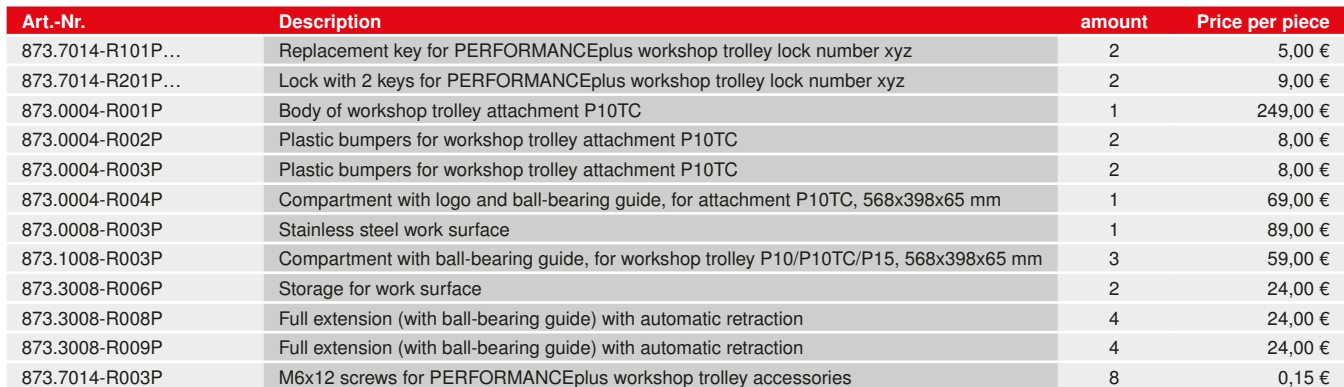 Art.-Nr. Description amount Price per piece
873.7014-R101P… Replacement key for PERFORMANCEplus workshop trolley lock number xyz 2 5,00 €
873.7014-R201P… Lock with 2 keys for PERFORMANCEplus workshop trolley lock number xyz 2 9,00 €
873.0004-R001P Body of workshop trolley attachment P10TC 1 249,00 €
873.0004-R002P Plastic bumpers for workshop trolley attachment P10TC 2 8,00 €
873.0004-R003P Plastic bumpers for workshop trolley attachment P10TC 2 8,00 €
873.0004-R004P Compartment with logo and ball-bearing guide, for attachment P10TC, 568x398x65 mm 1 69,00 €
873.0008-R003P Stainless steel work surface 1 89,00 €
873.1008-R003P Compartment with ball-bearing guide, for workshop trolley P10/P10TC/P15, 568x398x65 mm 3 59,00 €
873.3008-R006P Storage for work surface 2 24,00 €
873.3008-R008P Full extension (with ball-bearing guide) with automatic retraction 4 24,00 €
873.3008-R009P Full extension (with ball-bearing guide) with automatic retraction 4 24,00 €
873.7014-R003P M6x12 screws for PERFORMANCEplus workshop trolley accessories 8 0,15 €